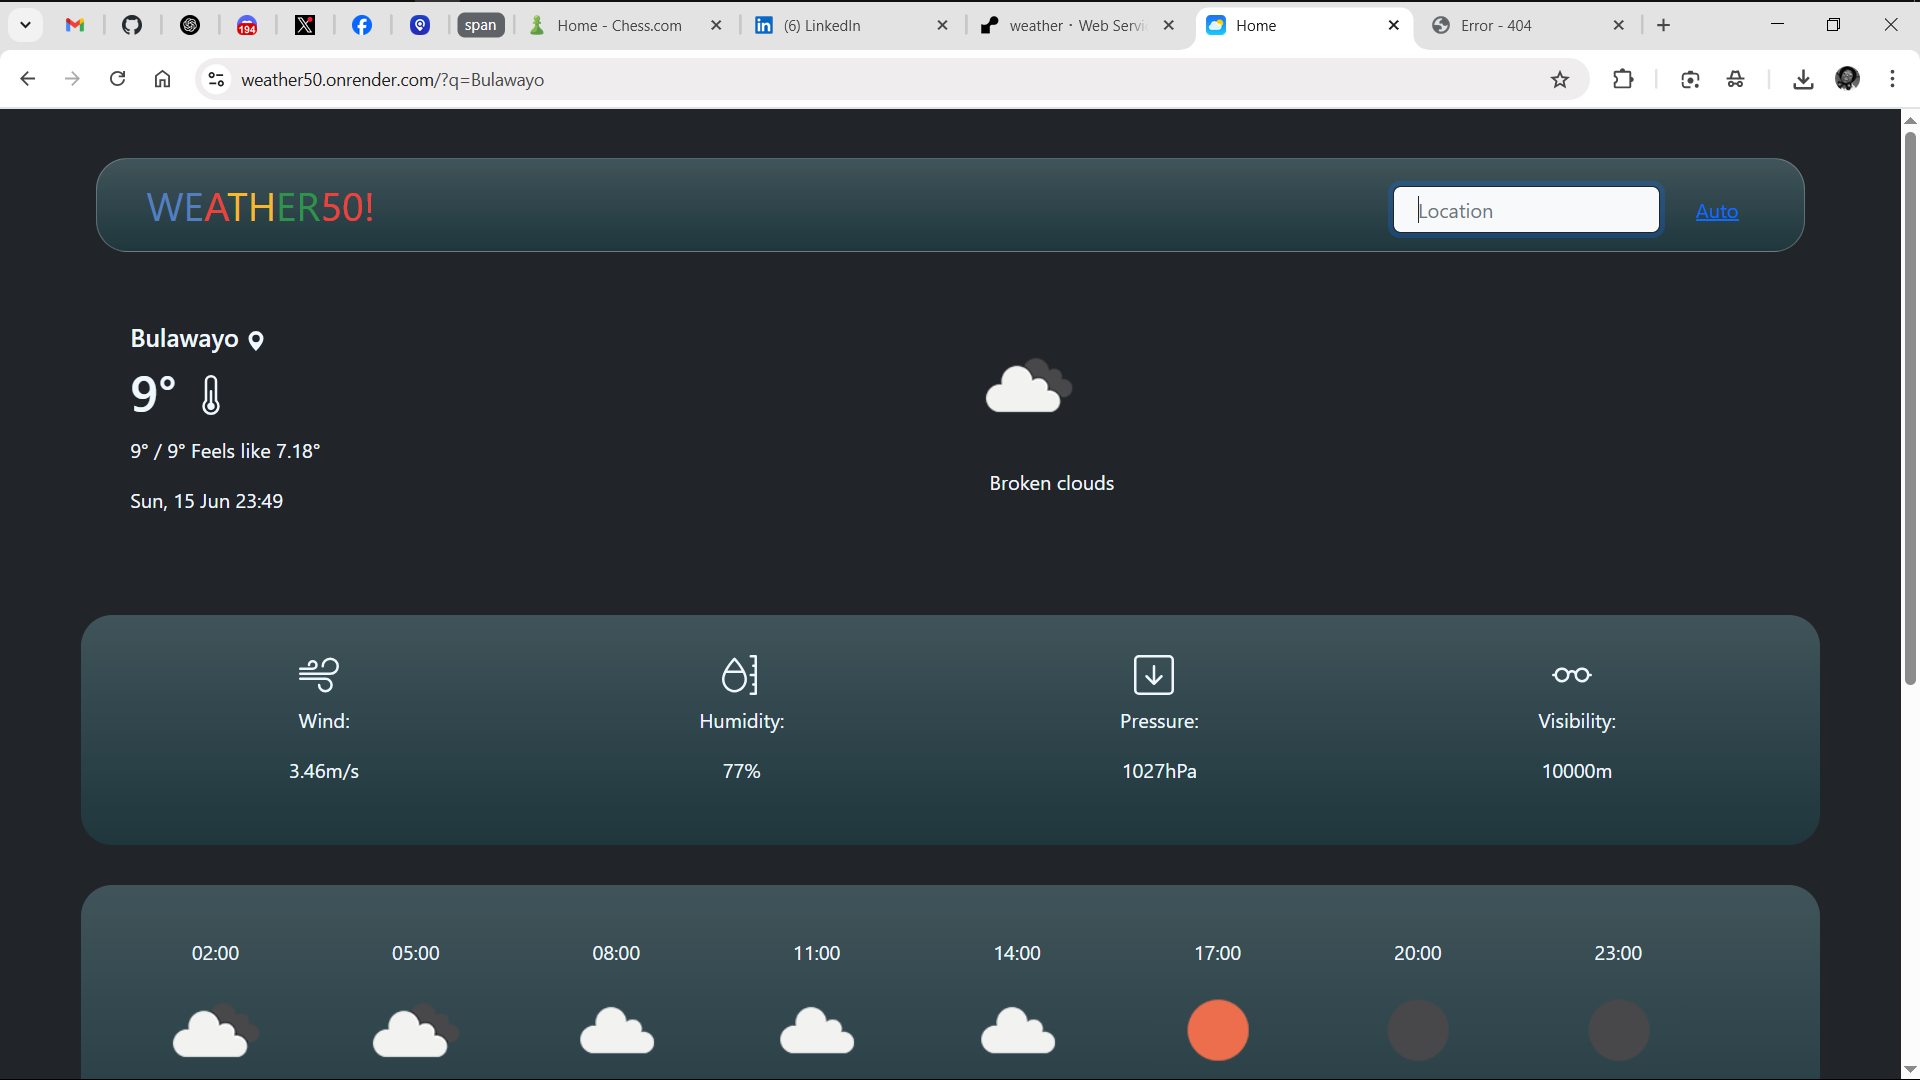 194
span
Home - Chess.com
(6) LinkedIn
weather · Web Servi
Home
Error - 404
weather50.onrender.com/?q=Bulawayo
WEATHER50!
Location
Auto
Bulawayo
9°
9° / 9° Feels like 7.18°
Sun, 15 Jun 23:49
Broken clouds
Wind:
Humidity:
Pressure:
Visibility:
3.46m/s
77%
1027hPa
10000m
02:00
05:00
08:00
11:00
14:00
17:00
20:00
23:00